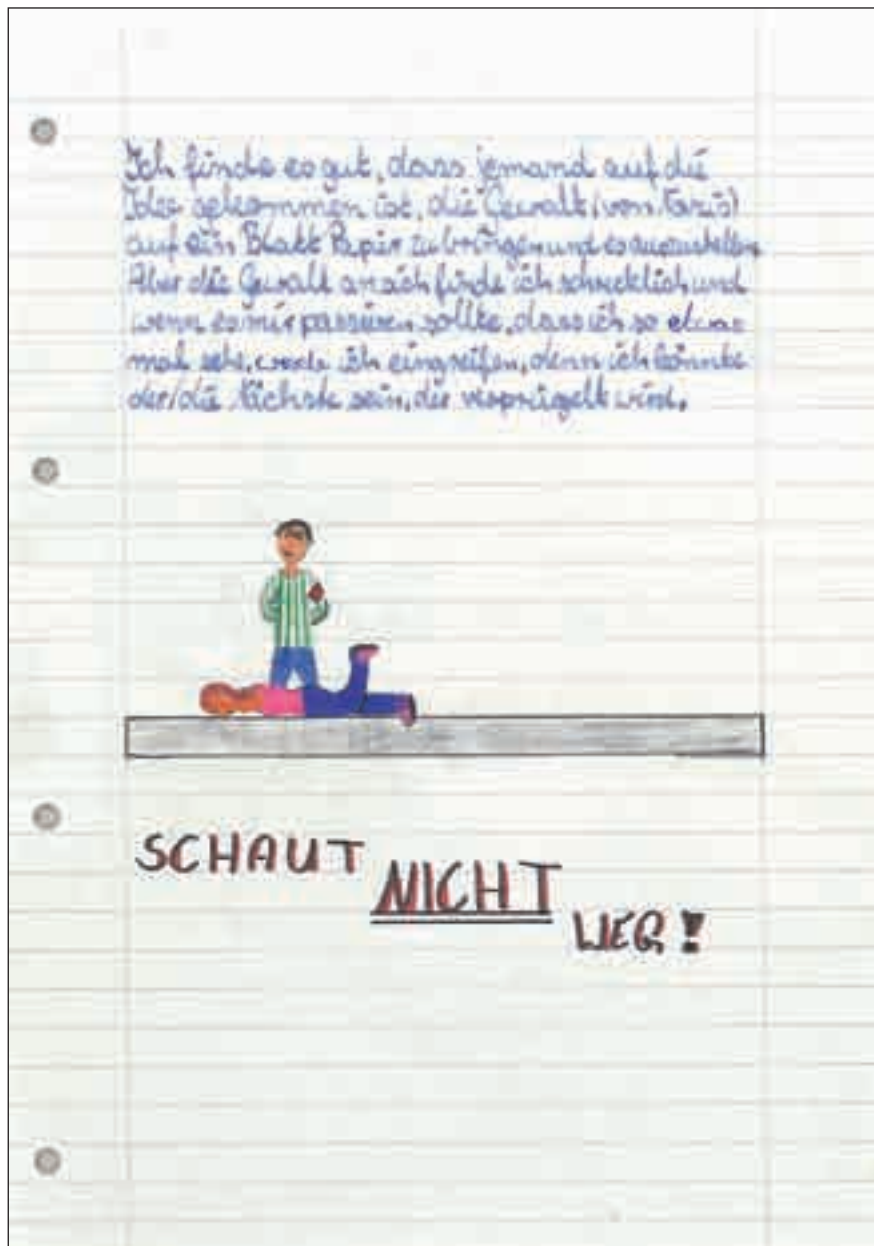 Ich finde es gut, dass jemand auf die
Idee gekommen ist, die Gewalt (von Nazis)
auf ein Blatt Papier zu bringen und es auszustellen.
Aber die Gewalt an sich finde ich schrecklich und
wenn es mir passieren sollte, dass ich so etwas
mal sehe, werde ich eingreifen, denn ich könnte
der/die Nächste sein, die verprügelt wird.
SCHAUT
NICHT
WEG!